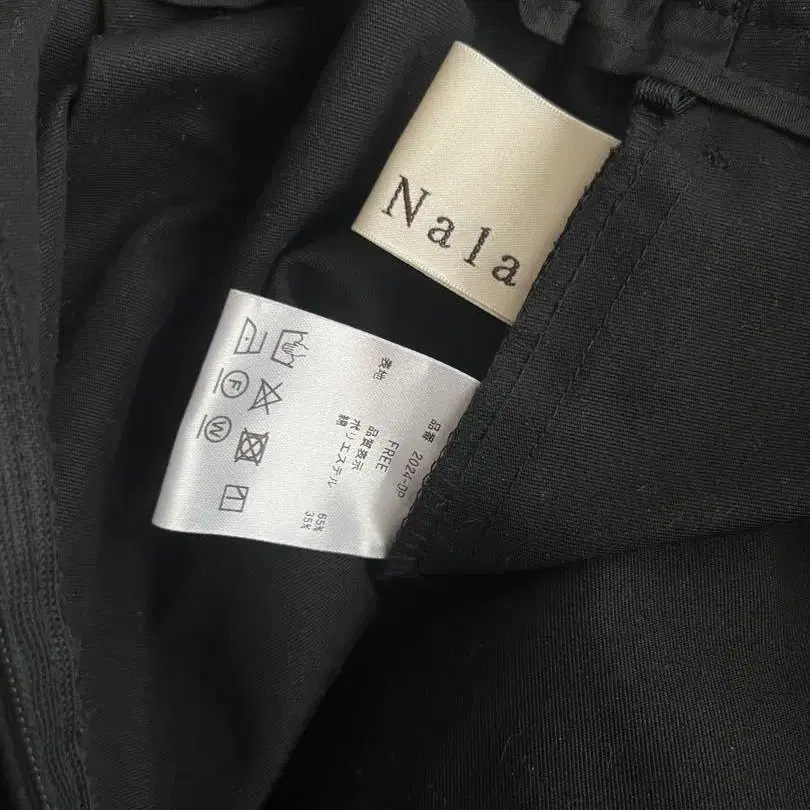 Nala
品番 2024-DP
FREE
品質表示
表地 ポリエステル 65%
綿 35%
F
W